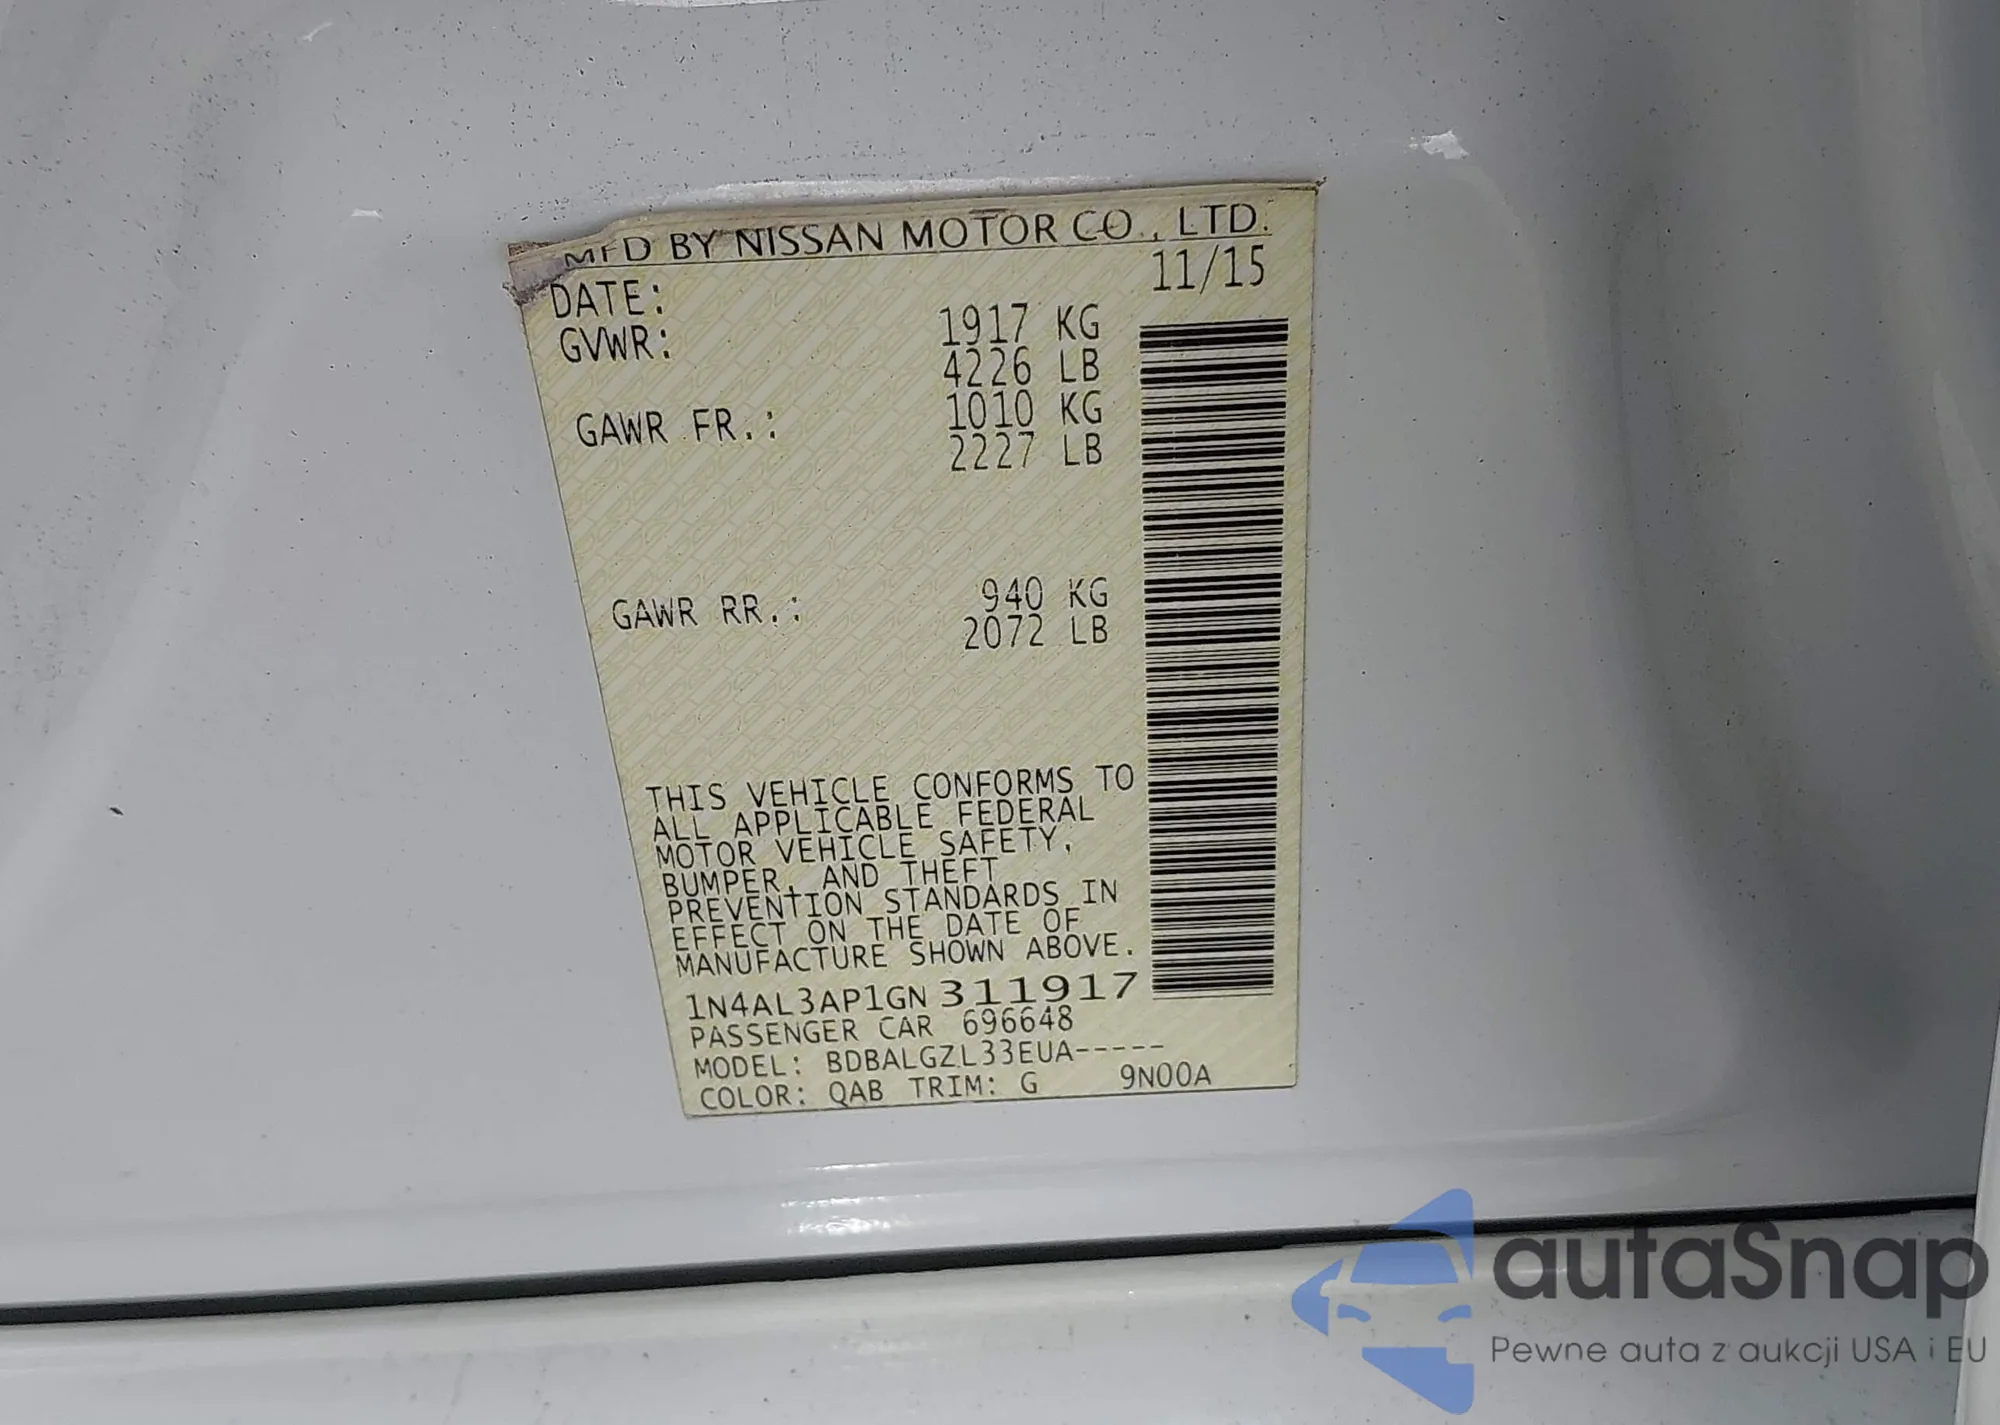 MFD BY NISSAN MOTOR CO., LTD.
DATE: 11/15
GVWR: 1917 KG
4226 LB
GAWR FR.: 1010 KG
2227 LB
GAWR RR.: 940 KG
2072 LB
THIS VEHICLE CONFORMS TO
ALL APPLICABLE FEDERAL
MOTOR VEHICLE SAFETY,
BUMPER, AND THEFT
PREVENTION STANDARDS IN
EFFECT ON THE DATE OF
MANUFACTURE SHOWN ABOVE.
1N4AL3AP1GN311917
PASSENGER CAR 696648
MODEL: BDBALGZL33EUA-----
COLOR: QAB TRIM: G 9N00A
autaSnap
Pewne auta z aukcji USA i EU